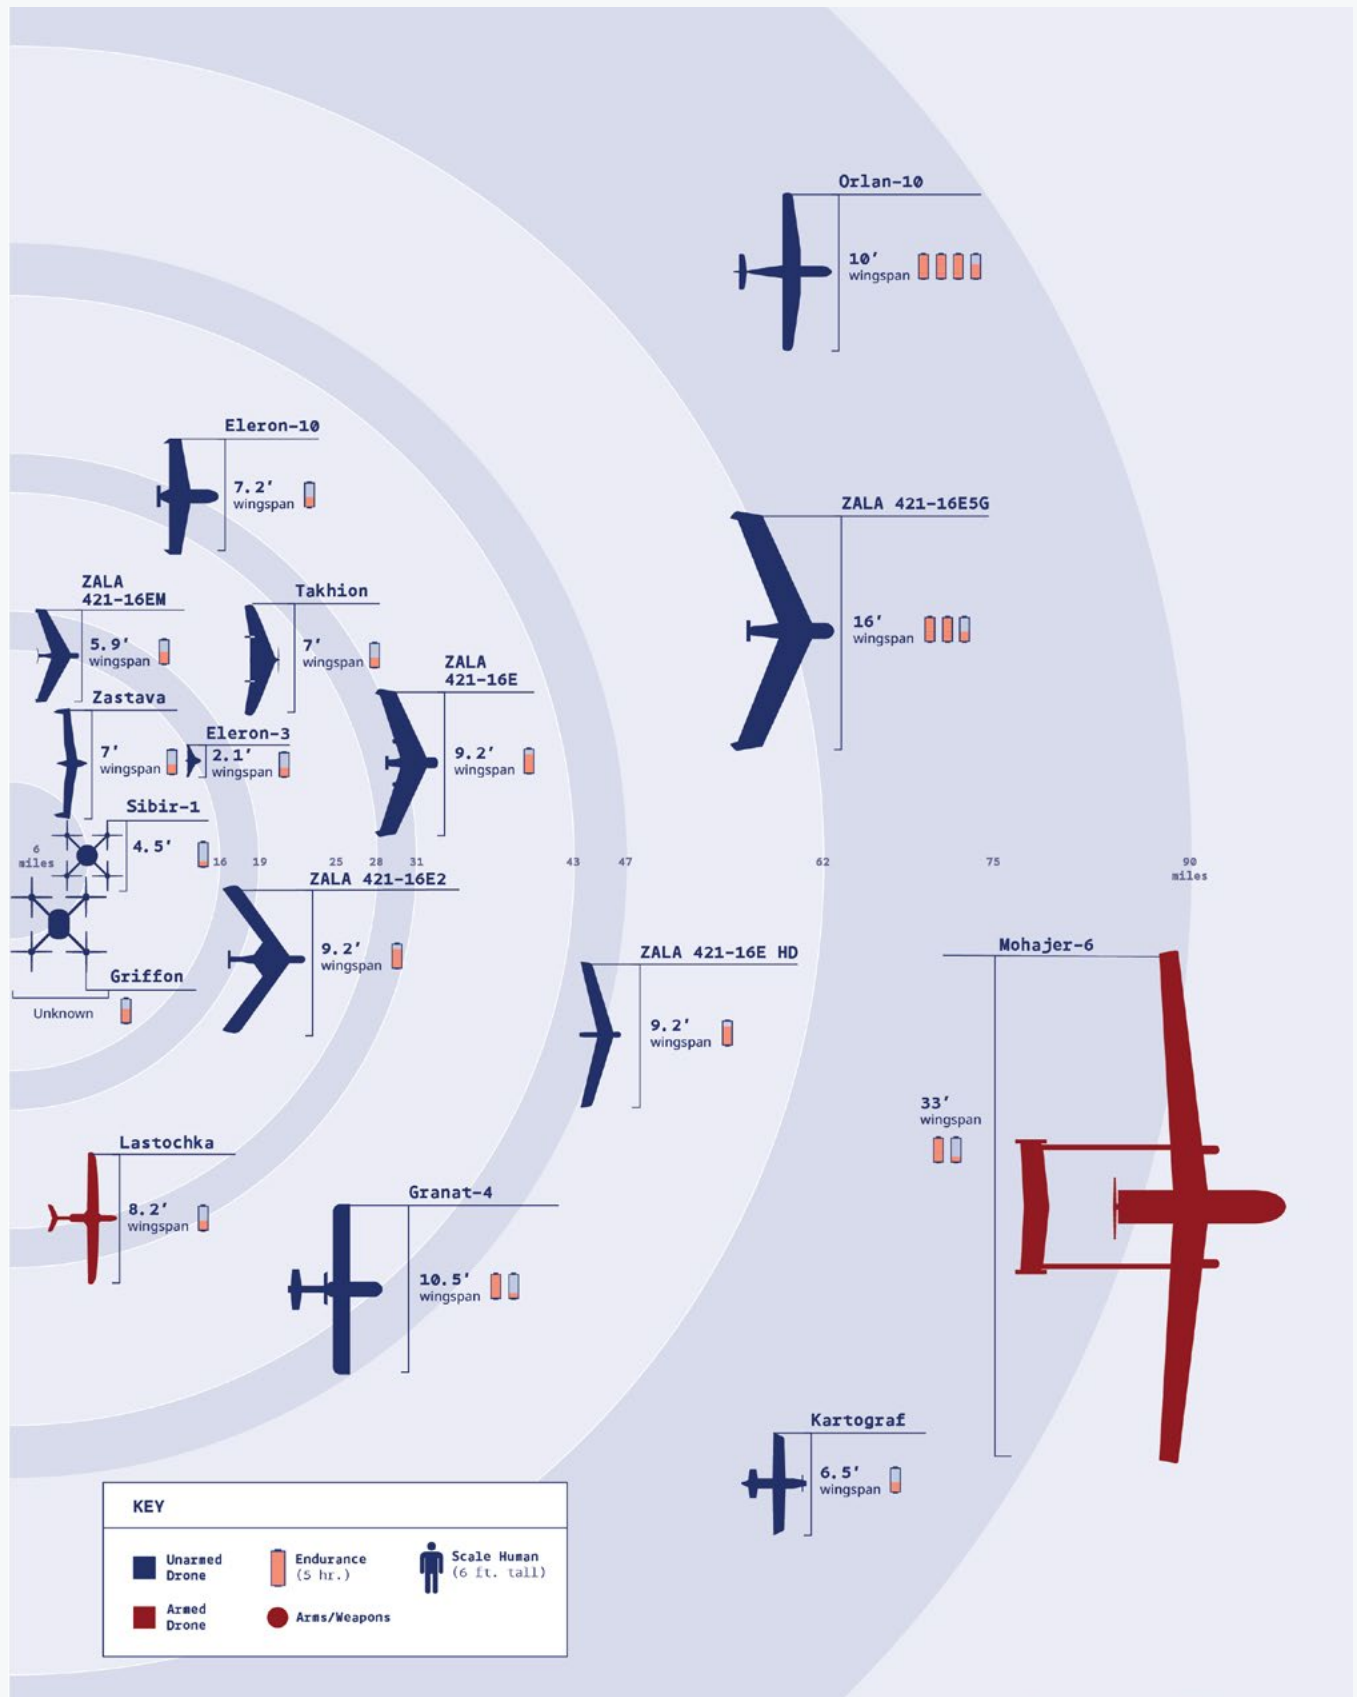 Orlan-10
10′
wingspan
Eleron-10
7.2′
wingspan
ZALA 421-16E5G
16′
wingspan
ZALA
421-16EM
5.9′
wingspan
Takhion
7′
wingspan
ZALA
421-16E
9.2′
wingspan
Zastava
7′
wingspan
Eleron-3
2.1′
wingspan
Sibir-1
4.5′
6
miles
16
19
25
28
31
43
47
62
75
90
miles
ZALA 421-16E2
9.2′
wingspan
Griffon
Unknown
ZALA 421-16E HD
9.2′
wingspan
Mohajer-6
33′
wingspan
Lastochka
8.2′
wingspan
Granat-4
10.5′
wingspan
Kartograf
6.5′
wingspan
KEY
Unarmed
Drone
Endurance
(5 hr.)
Scale Human
(6 ft. tall)
Armed
Drone
Arms/Weapons